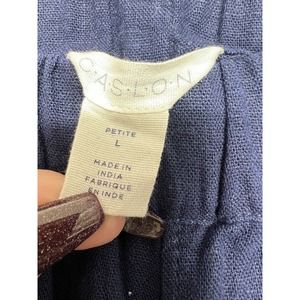 C·A·S·L·O·N
PETITE
L
MADE IN
INDIA
FABRIQUE
EN INDE